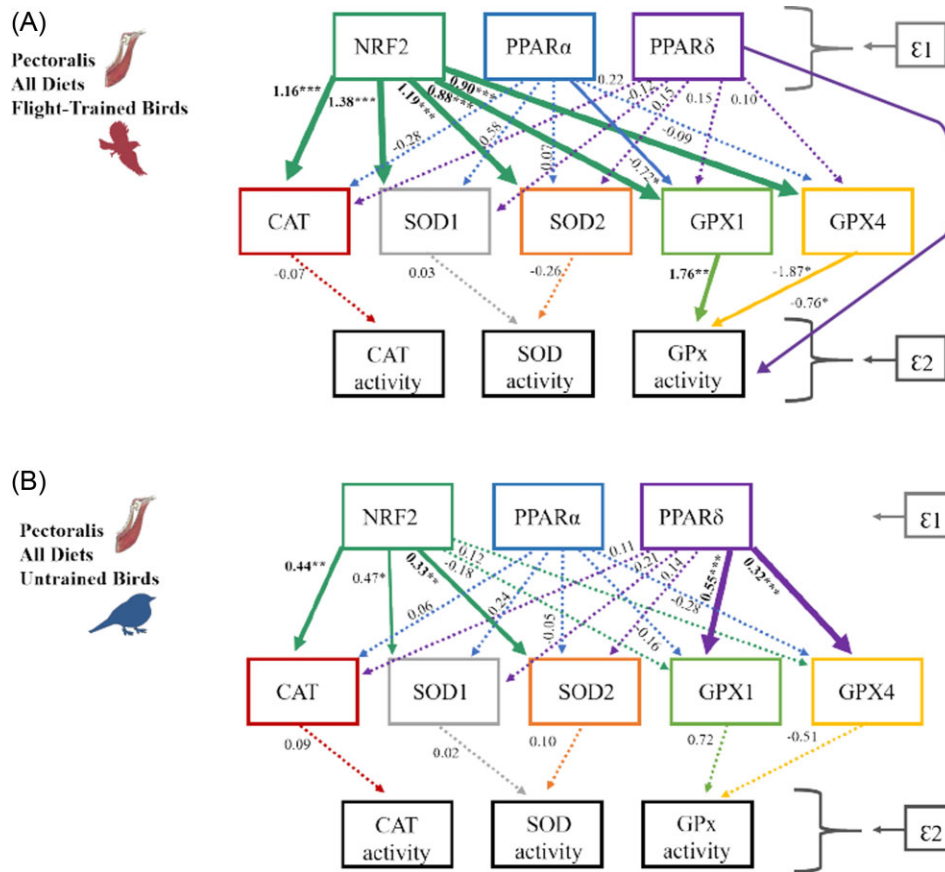 (A)
Pectoralis
All Diets
Flight-Trained Birds
NRF2
PPARα
PPARδ
ε1
1.16***
1.38***
1.19***
0.88***
0.90***
0.22
-0.12
0.15
0.15
0.10
-0.28
0.58
-0.07
-0.72*
-0.09
CAT
SOD1
SOD2
GPX1
GPX4
-0.07
0.03
-0.26
1.76**
-1.87*
-0.76*
CAT
activity
SOD
activity
GPx
activity
ε2
(B)
Pectoralis
All Diets
Untrained Birds
NRF2
PPARα
PPARδ
ε1
0.44**
0.47*
0.33**
0.12
-0.18
0.11
0.14
0.55***
0.32***
0.06
0.24
-0.05
-0.16
-0.28
CAT
SOD1
SOD2
GPX1
GPX4
0.09
0.02
0.10
0.72
-0.51
CAT
activity
SOD
activity
GPx
activity
ε2